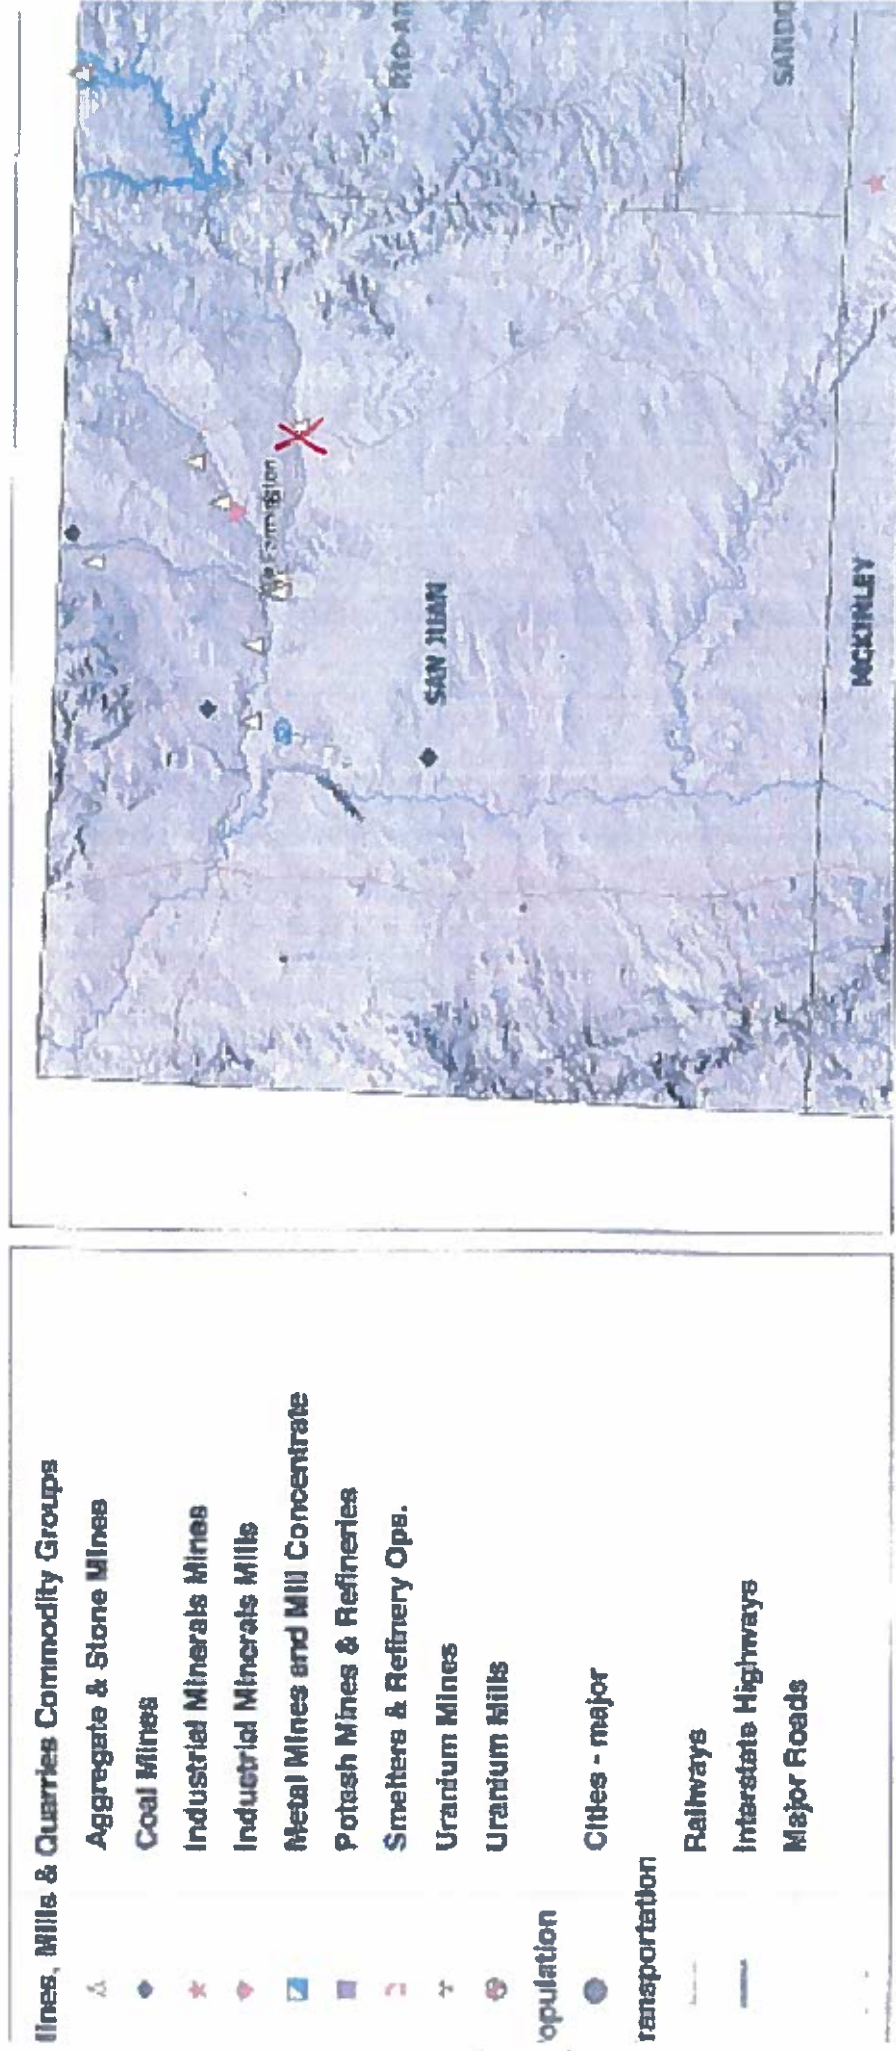 lines, Mills & Quarries Commodity Groups
Aggregate & Stone Mines
Coal Mines
Industrial Minerals Mines
Industrial Minerals Mills
Metal Mines and Mill Concentrate
Potash Mines & Refineries
Smelters & Refinery Ops.
Uranium Mines
Uranium Mills
opulation
Cities - major
ransportation
Railways
Interstate Highways
Major Roads
Farmington
SAN JUAN
MCKINLEY
RIO AR
SANDO